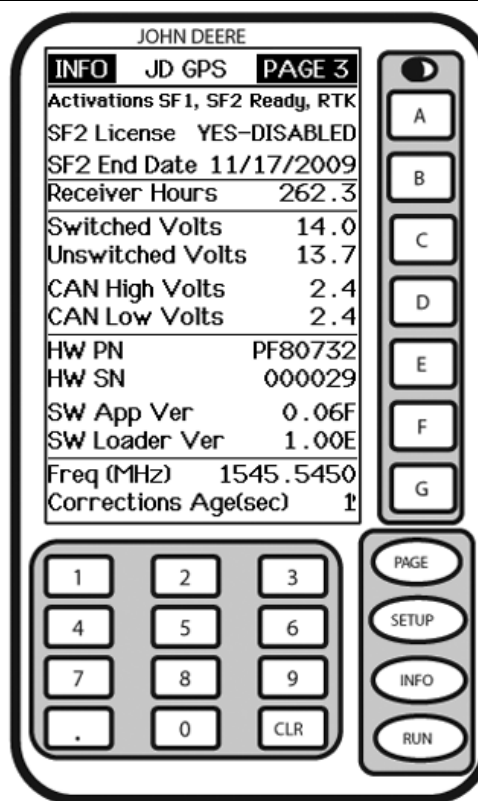 JOHN DEERE
INFO JD GPS PAGE 3
Activations SF1, SF2 Ready, RTK
SF2 License YES-DISABLED
SF2 End Date 11/17/2009
Receiver Hours 262.3
Switched Volts 14.0
Unswitched Volts 13.7
CAN High Volts 2.4
CAN Low Volts 2.4
HW PN PF80732
HW SN 000029
SW App Ver 0.06F
SW Loader Ver 1.00E
Freq (MHz) 1545.5450
Corrections Age(sec) 1
A
B
C
D
E
F
G
1 2 3
4 5 6
7 8 9
. 0 CLR
PAGE
SETUP
INFO
RUN